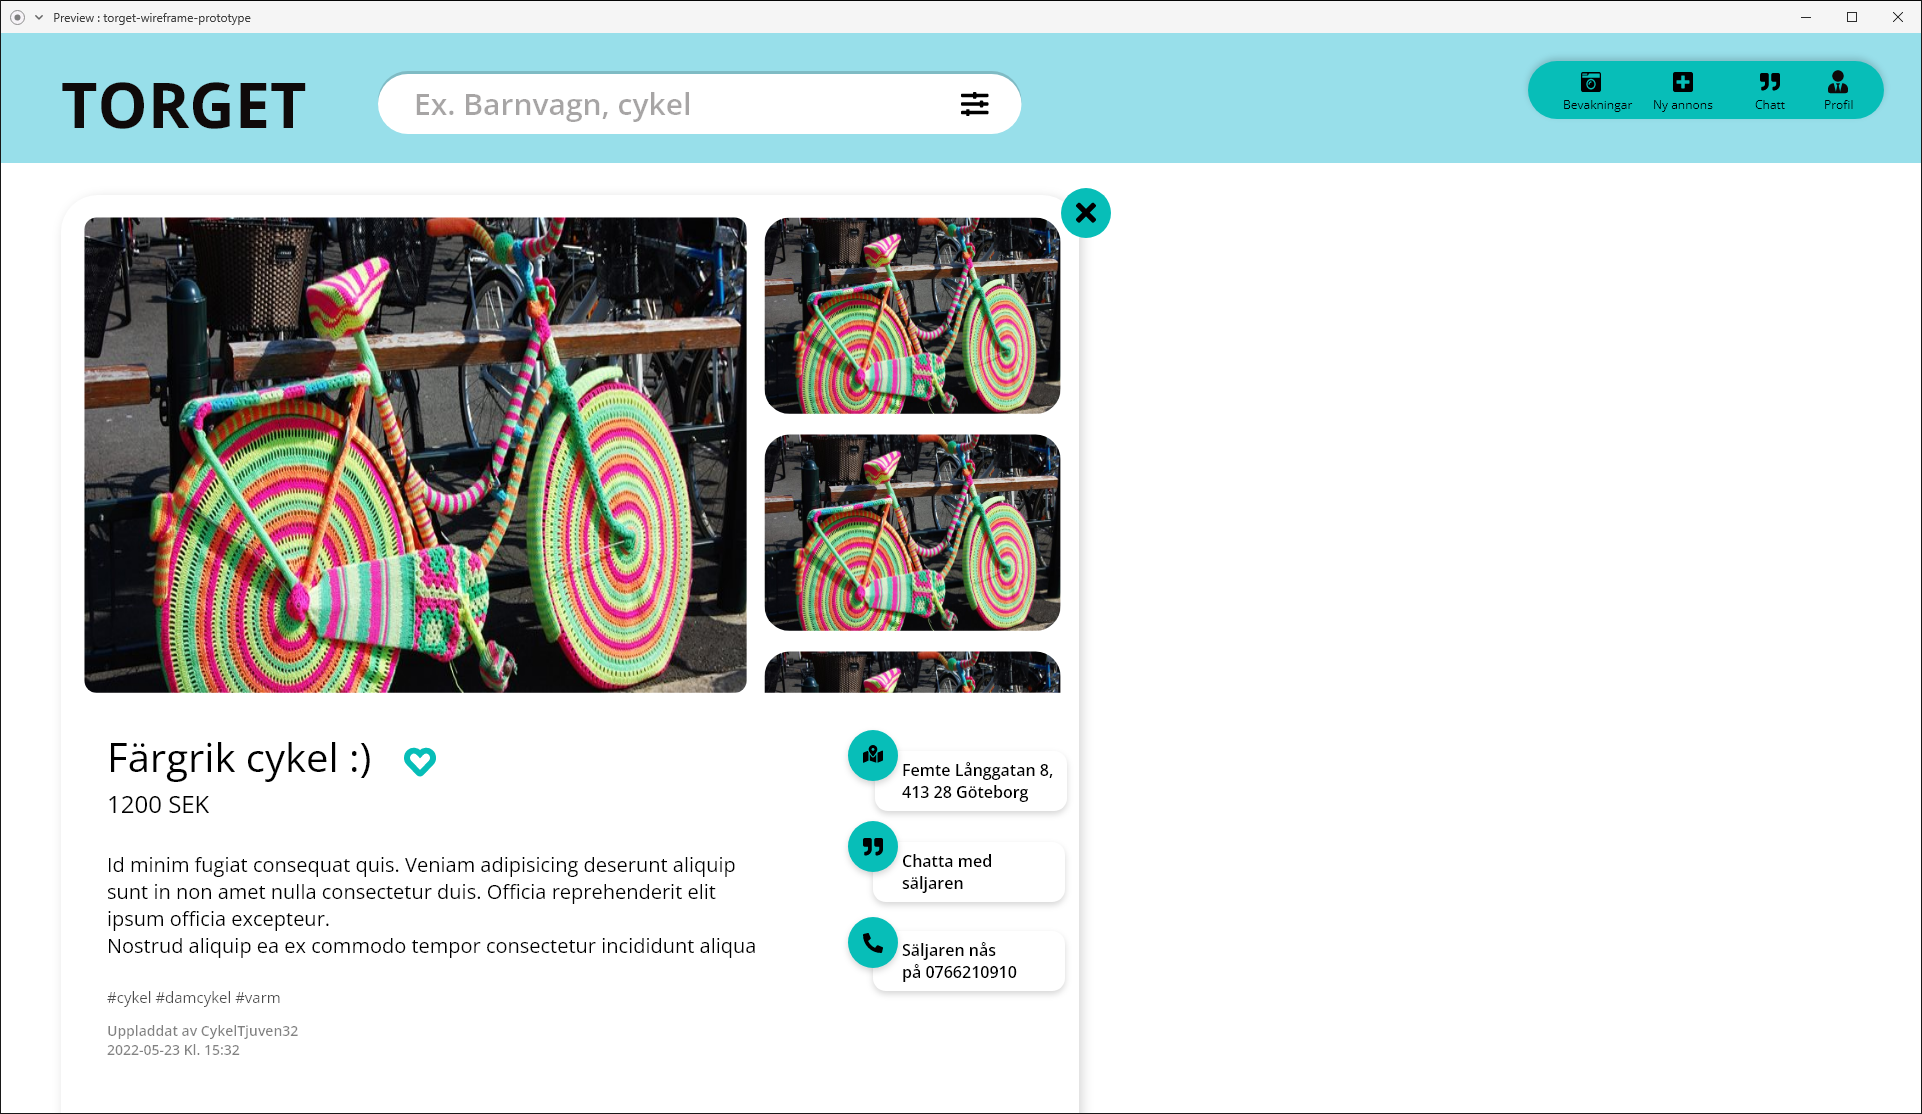 Preview : torget-wireframe-prototype
TORGET
Ex. Barnvagn, cykel
Bevakningar
Ny annons
Chatt
Profil
Färgrik cykel :)
1200 SEK
Id minim fugiat consequat quis. Veniam adipisicing deserunt aliquip
sunt in non amet nulla consectetur duis. Officia reprehenderit elit
ipsum officia excepteur.
Nostrud aliquip ea ex commodo tempor consectetur incididunt aliqua
#cykel #damcykel #varm
Uppladdat av CykelTjuven32
2022-05-23 Kl. 15:32
Femte Långgatan 8,
413 28 Göteborg
Chatta med
säljaren
Säljaren nås
på 0766210910